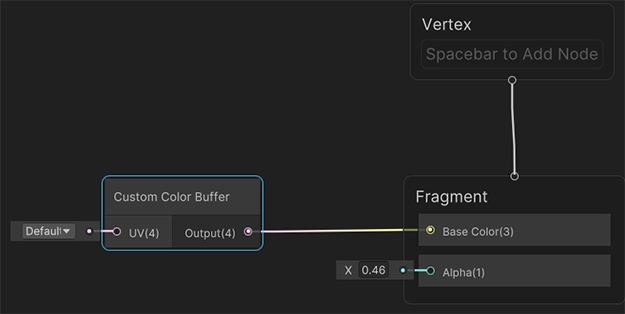 Vertex
Spacebar to Add Node
Custom Color Buffer
Defaul
UV(4)
Output(4)
Fragment
Base Color(3)
X 0.46
Alpha(1)